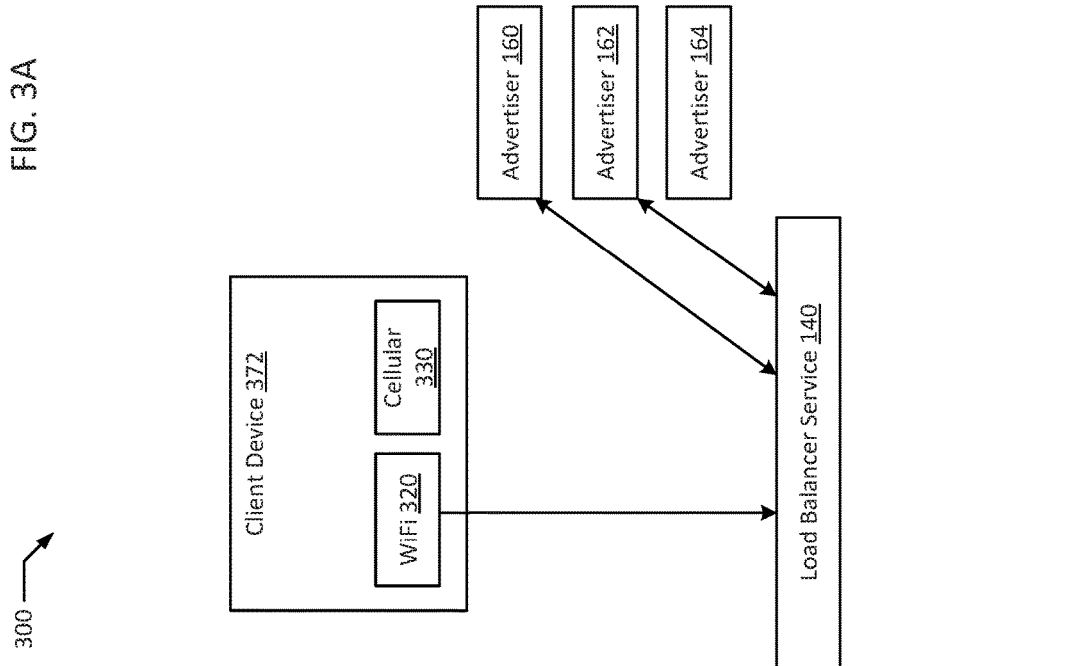 FIG. 3A
300
Client Device 372
WiFi 320
Cellular
330
Advertiser 160
Advertiser 162
Advertiser 164
Load Balancer Service 140